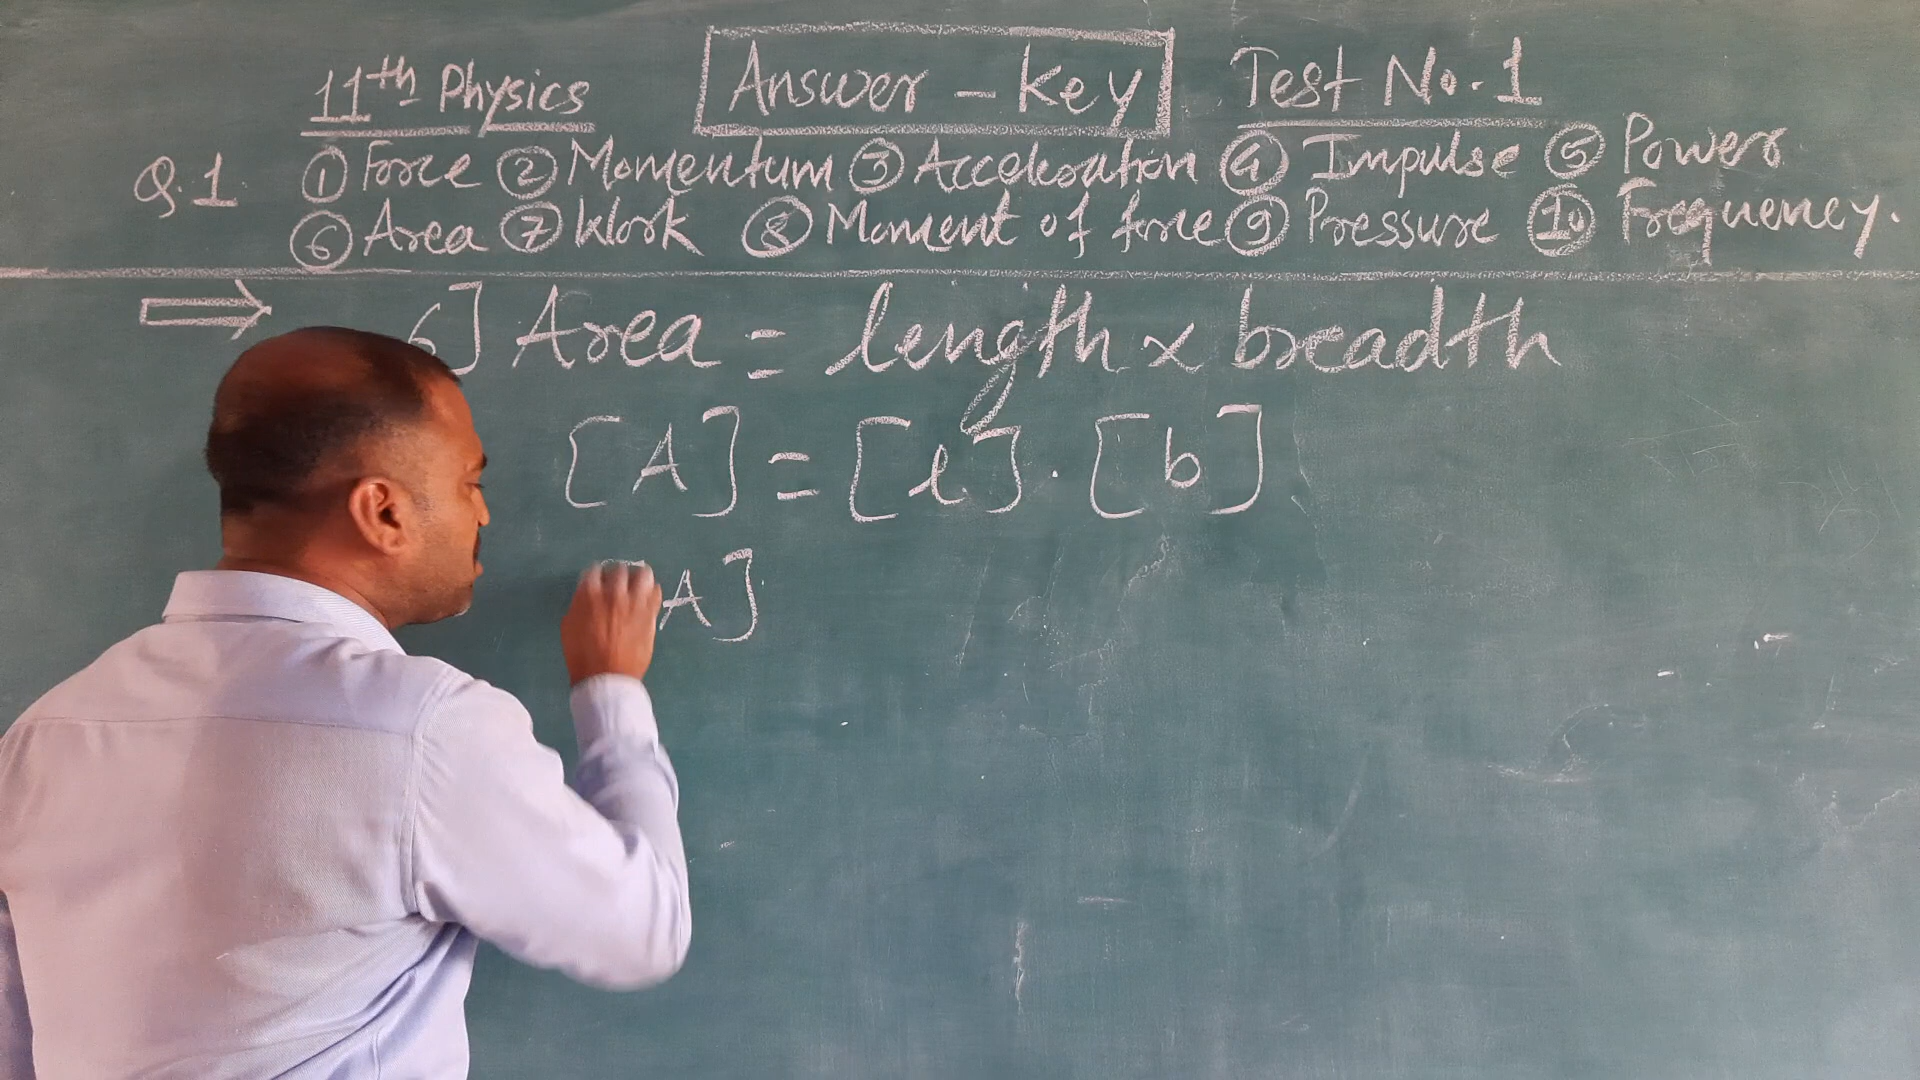 11th Physics Answer - Key Test No. 1
Q.1 ① Force ② Momentum ③ Acceleration ④ Impulse ⑤ Power
⑥ Area ⑦ Work ⑧ Moment of force ⑨ Pressure ⑩ Frequency.
⇒ 6] Area = length x breadth
[A] = [l] . [b]
[A]